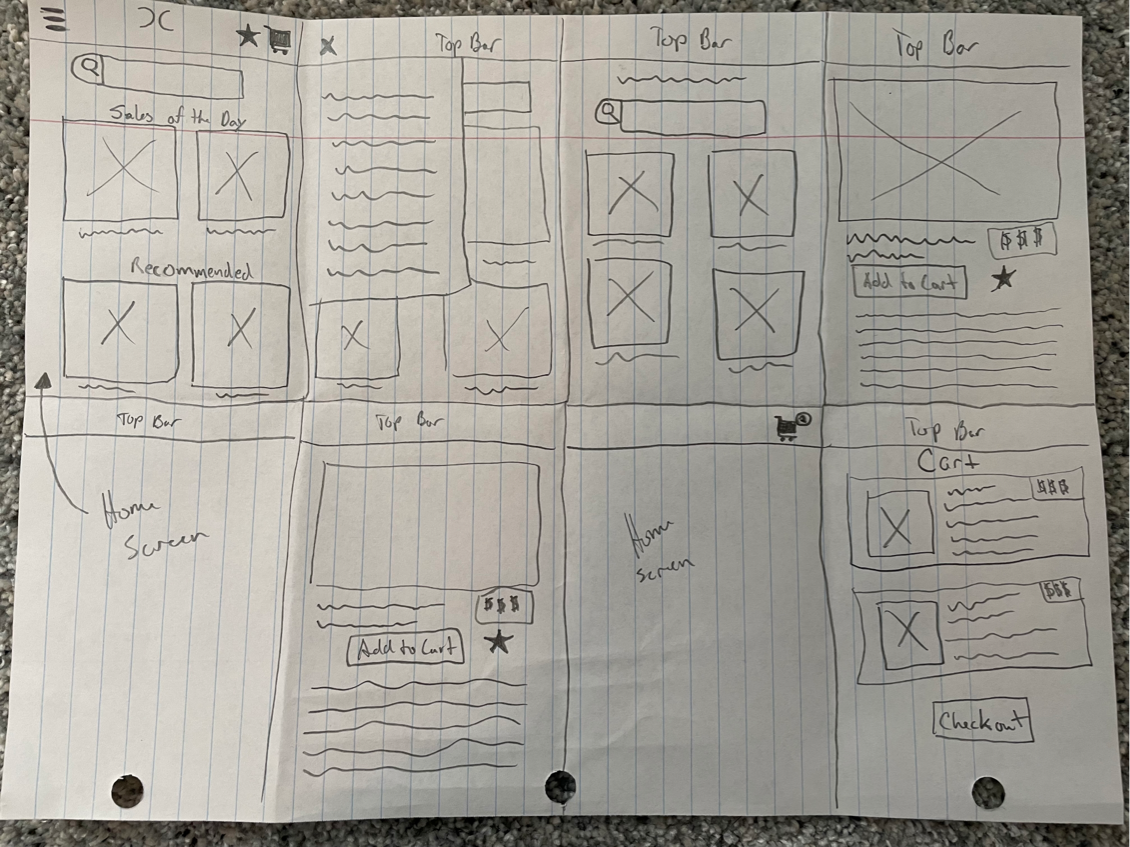 Top Bar
Top Bar
Top Bar
Sales of the Day
$$$
Recommended
Add to Cart
Top Bar
Top Bar
Top Bar
Cart
$$$
Home
Screen
Home
screen
$$$
$$$
Add to Cart
Checkout